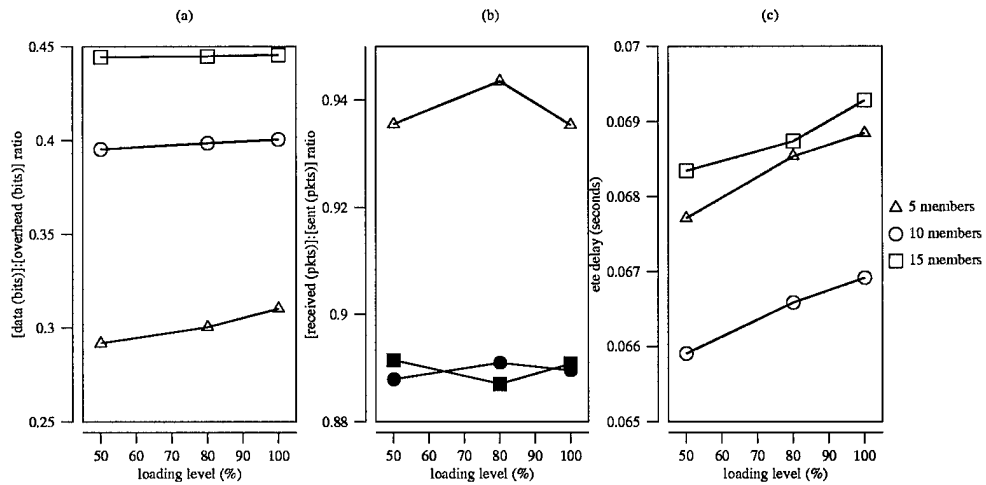 (a)
(b)
(c)
0.45
0.4
0.35
0.3
0.25
[data (bits)]:[overhead (bits)] ratio
50 60 70 80 90 100
loading level (%)
0.94
0.92
0.9
0.88
[received (pkts)]:[sent (pkts)] ratio
50 60 70 80 90 100
loading level (%)
0.07
0.069
0.068
0.067
0.066
0.065
ete delay (seconds)
50 60 70 80 90 100
loading level (%)
5 members
10 members
15 members